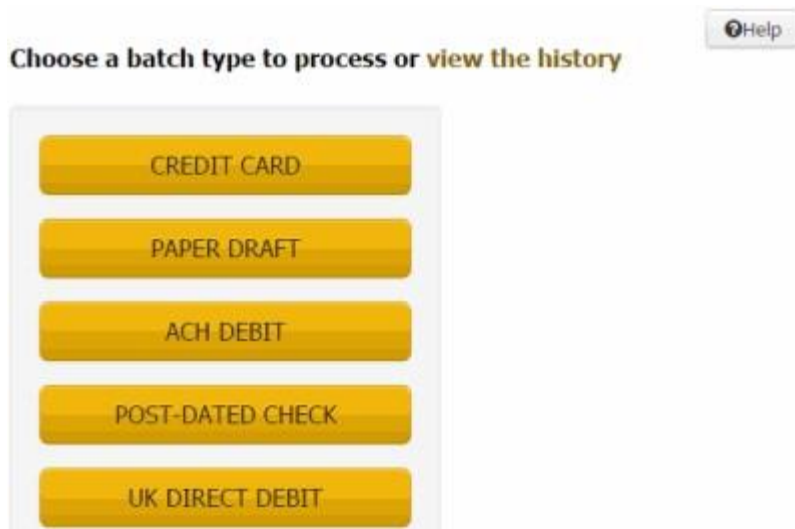 Help
Choose a batch type to process or view the history
CREDIT CARD
PAPER DRAFT
ACH DEBIT
POST-DATED CHECK
UK DIRECT DEBIT